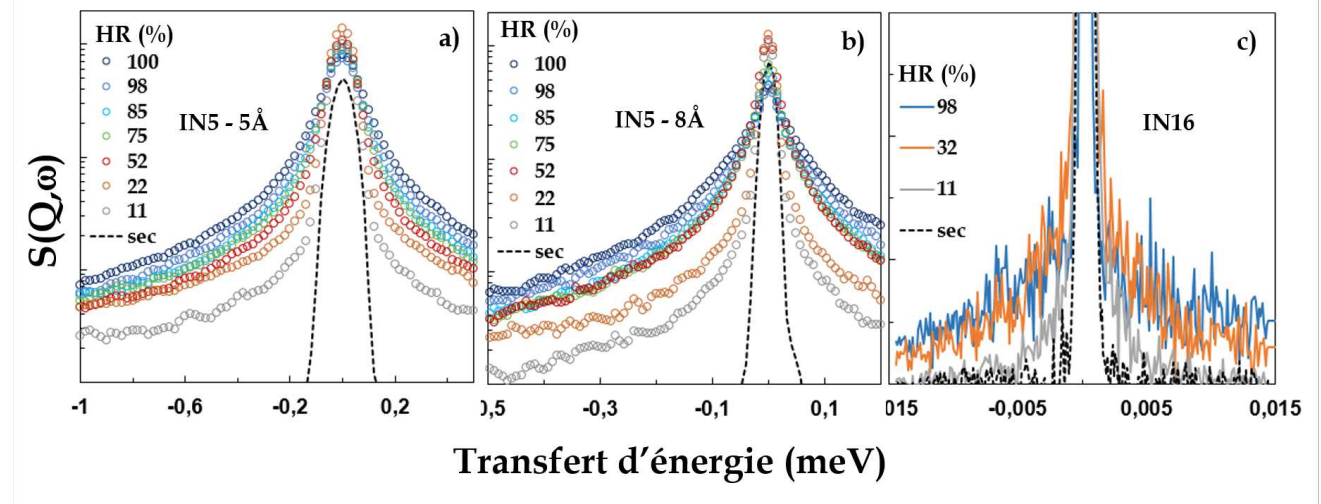 HR (%)
100
98
85
75
52
22
11
sec
IN5 - 5Å
a)
HR (%)
100
98
85
75
52
22
11
sec
IN5 - 8Å
b)
HR (%)
98
32
11
sec
IN16
c)
S(Q,ω)
-1 -0,6 -0,2 0,2
),5 -0,3 -0,1 0,1
015 -0,005 0,005 0,015
Transfert d'énergie (meV)